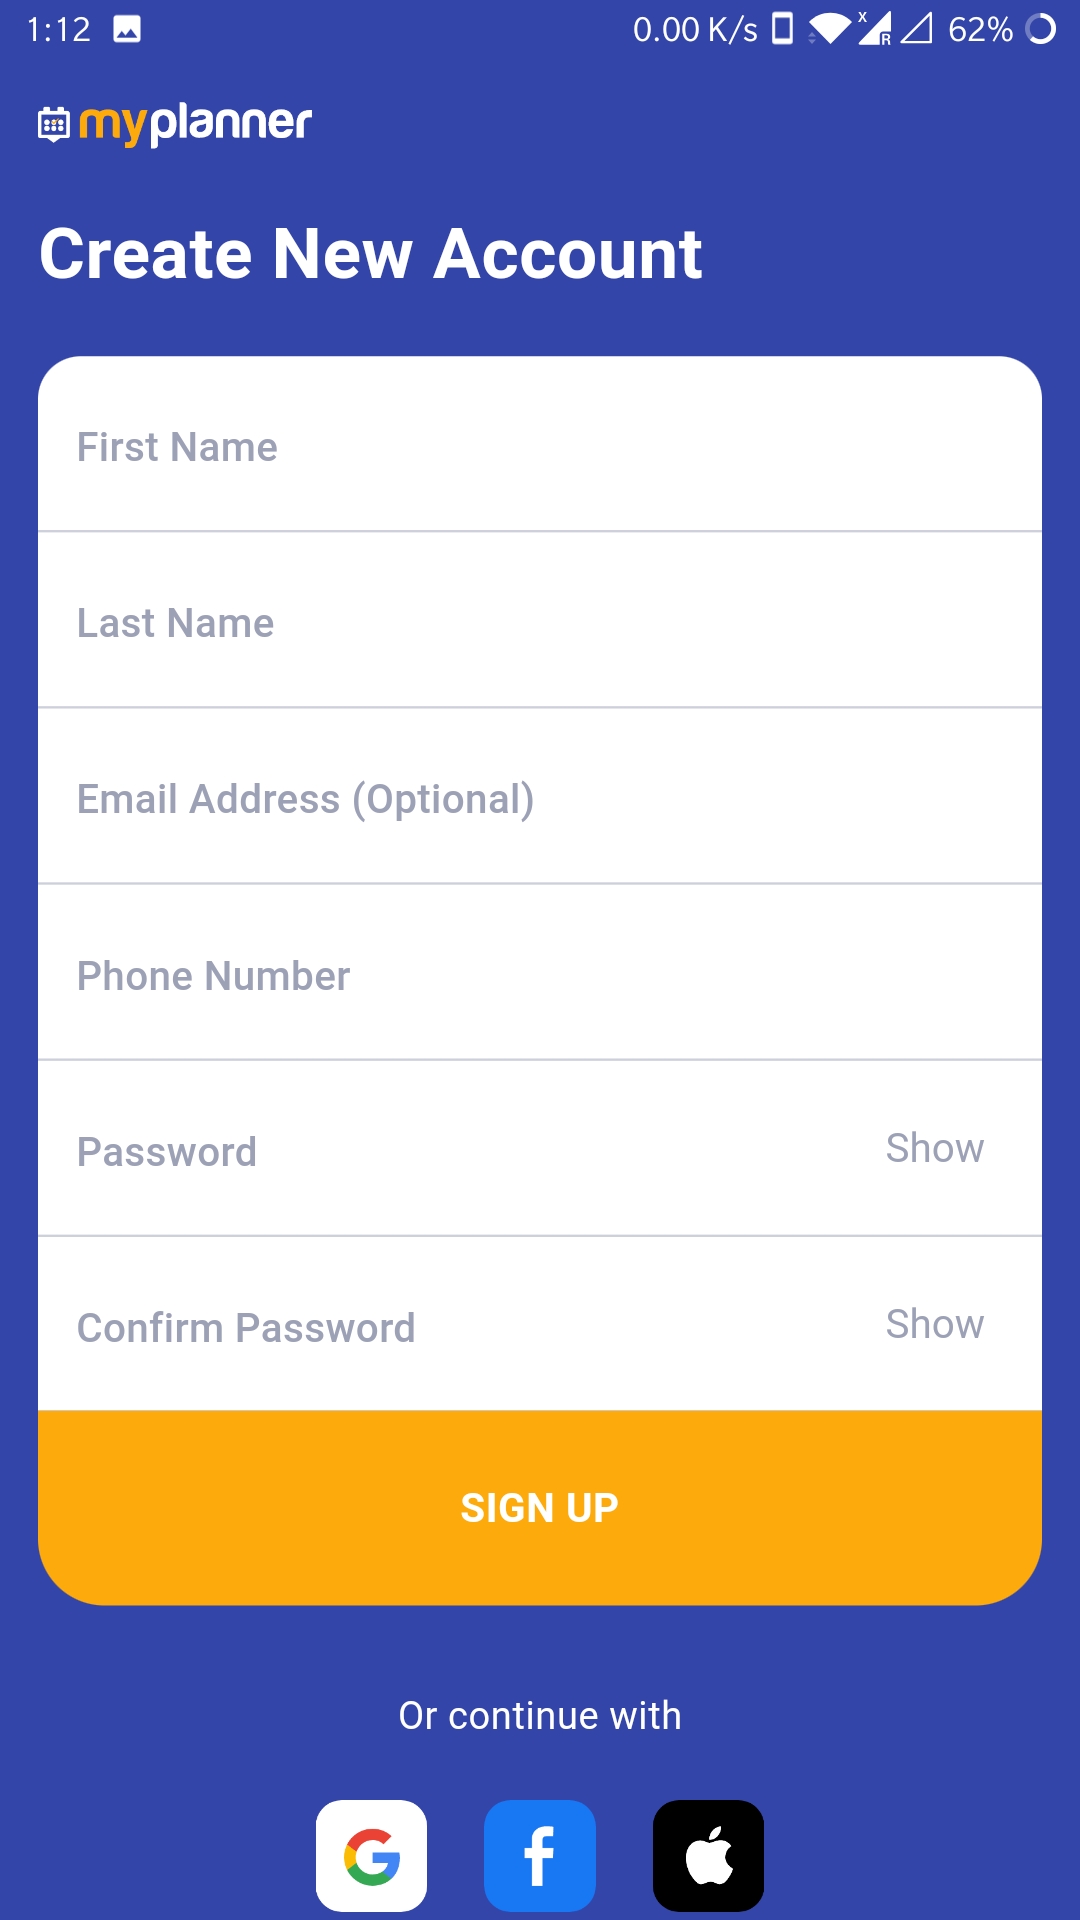 1:12 0.00 K/s X R 62%
myplanner
Create New Account
First Name
Last Name
Email Address (Optional)
Phone Number
Password Show
Confirm Password Show
SIGN UP
Or continue with